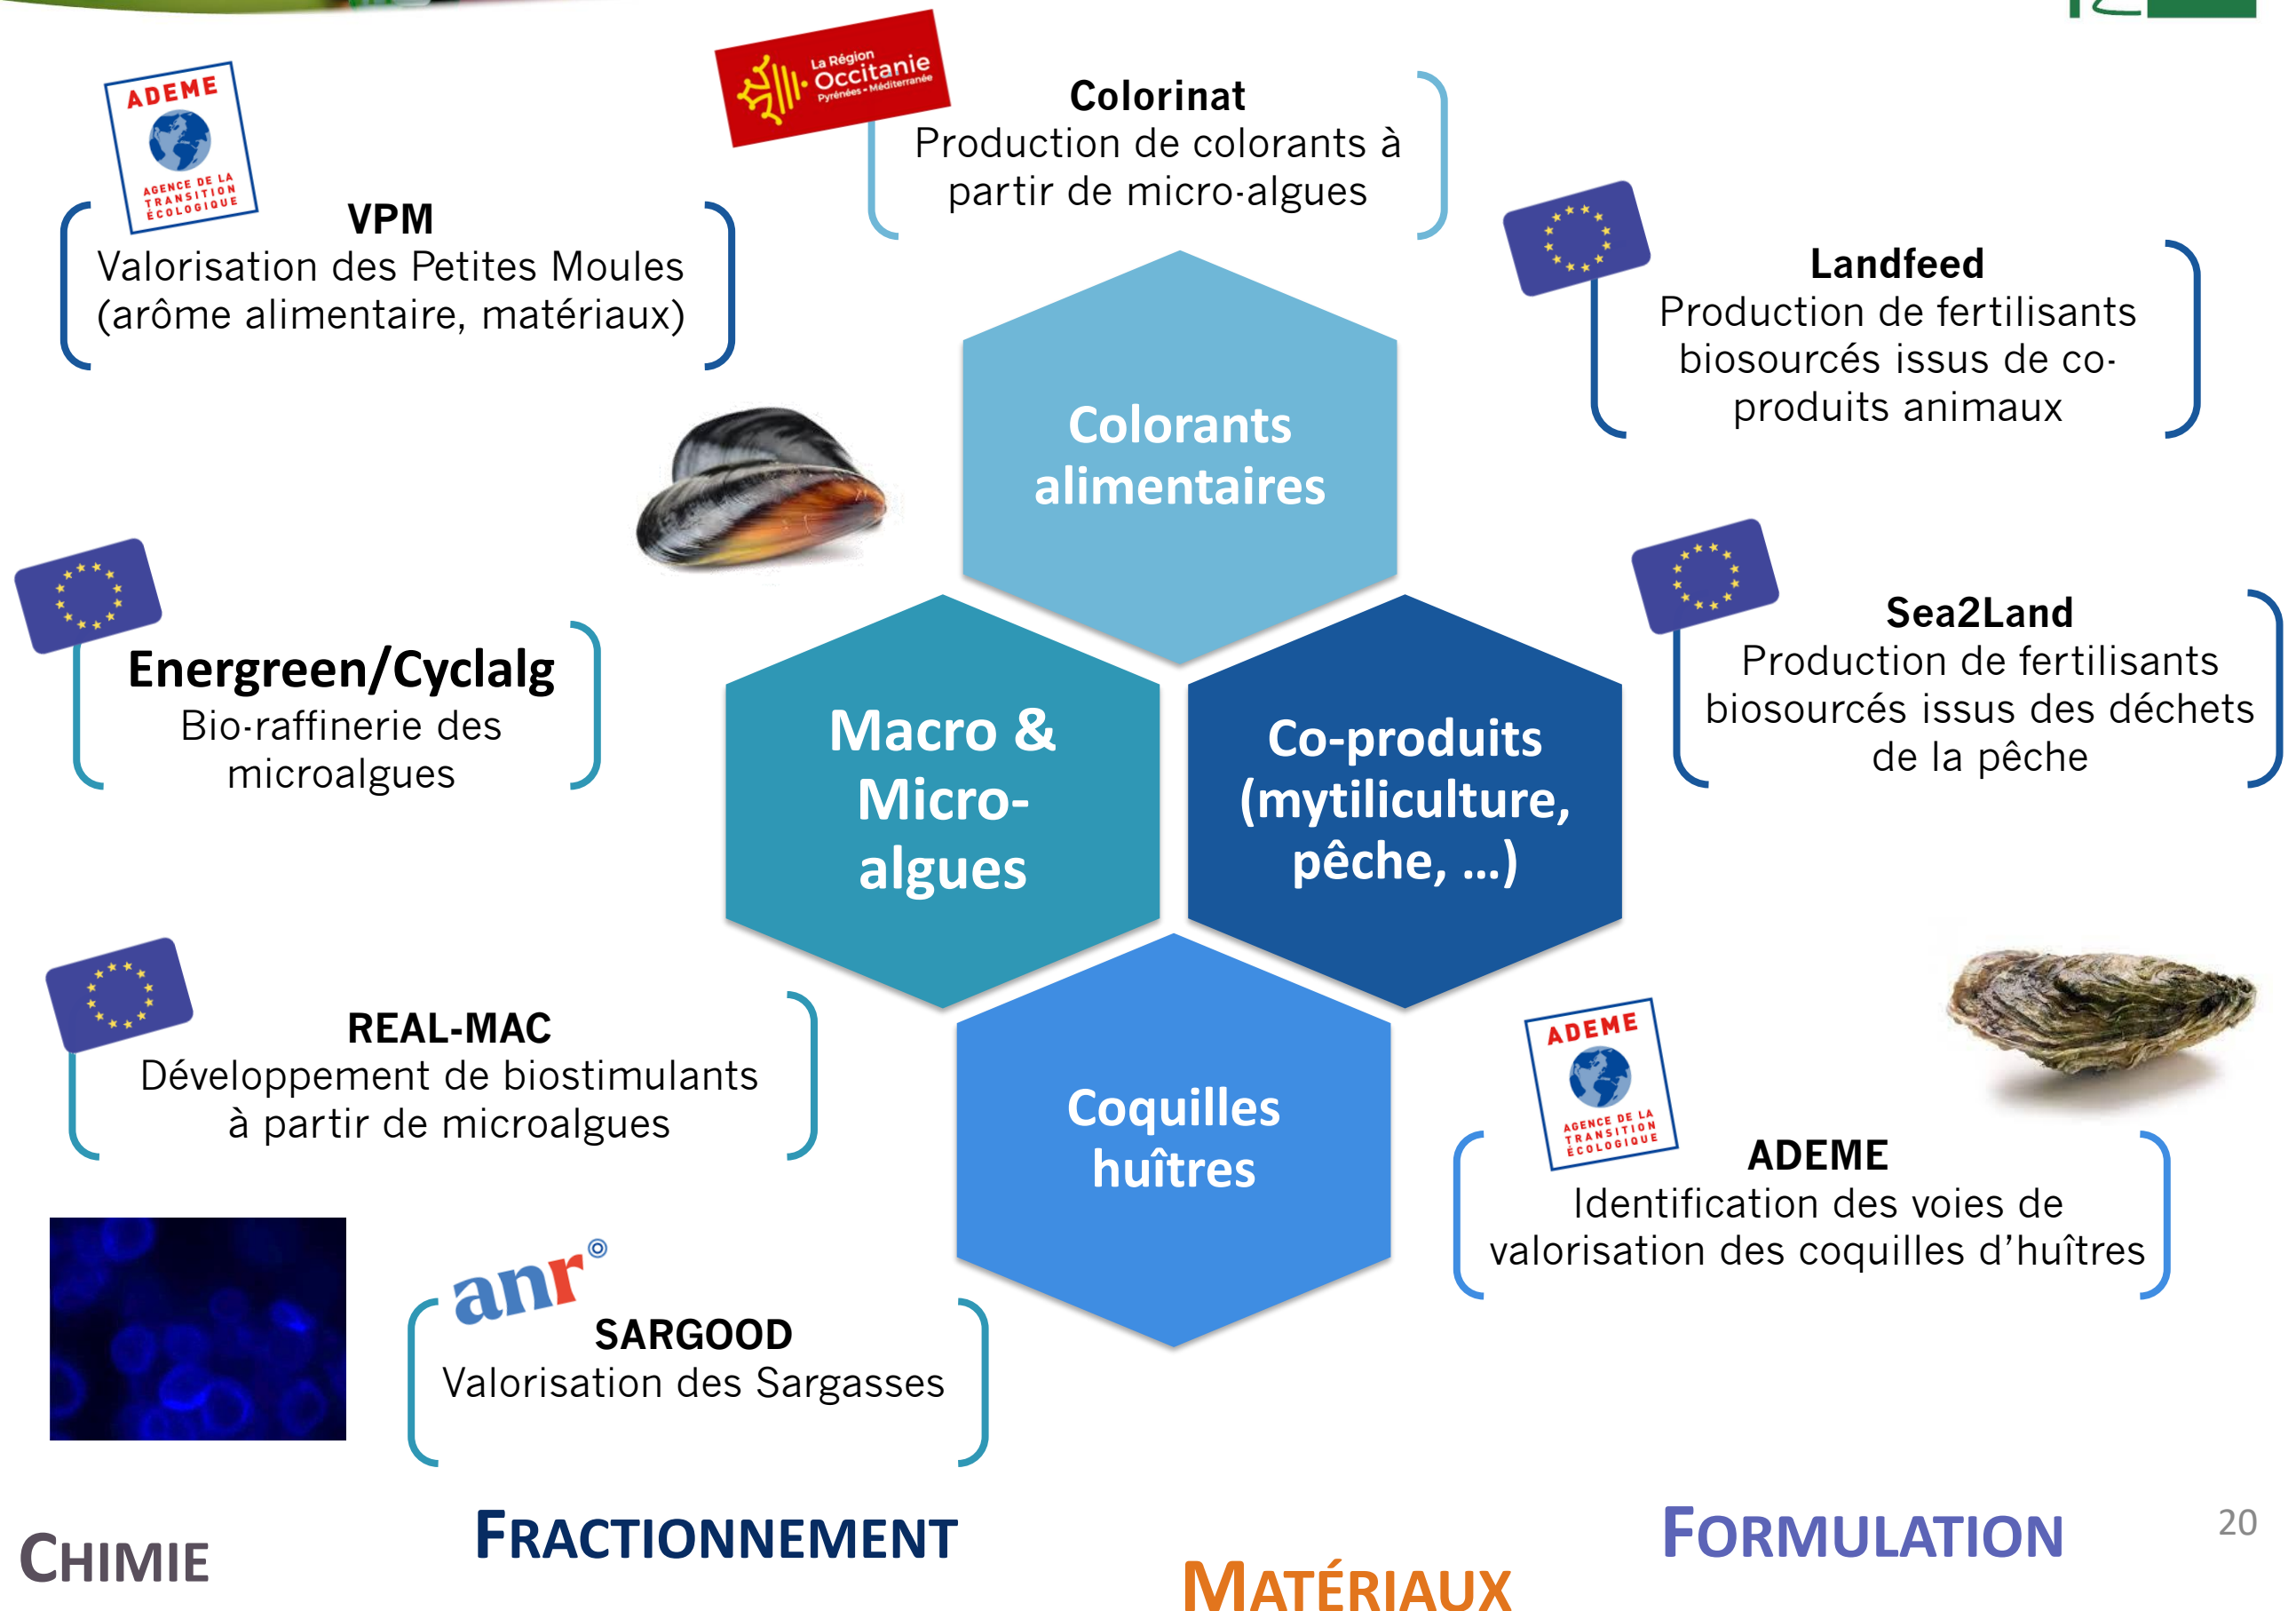 ADEME
AGENCE DE LA
TRANSITION
ÉCOLOGIQUE
VPM
Valorisation des Petites Moules
(arôme alimentaire, matériaux)
La Région
Occitanie
Pyrénées - Méditerranée
Colorinat
Production de colorants à
partir de micro-algues
Landfeed
Production de fertilisants
biosourcés issus de co-
produits animaux
Colorants
alimentaires
Energreen/Cyclalg
Bio-raffinerie des
microalgues
Macro &
Micro-
algues
Co-produits
(mytiliculture,
pêche, ...)
Sea2Land
Production de fertilisants
biosourcés issus des déchets
de la pêche
REAL-MAC
Développement de biostimulants
à partir de microalgues
Coquilles
huîtres
ADEME
AGENCE DE LA
TRANSITION
ÉCOLOGIQUE
ADEME
Identification des voies de
valorisation des coquilles d'huîtres
anr
SARGOOD
Valorisation des Sargasses
CHIMIE
FRACTIONNEMENT
MATÉRIAUX
FORMULATION
20